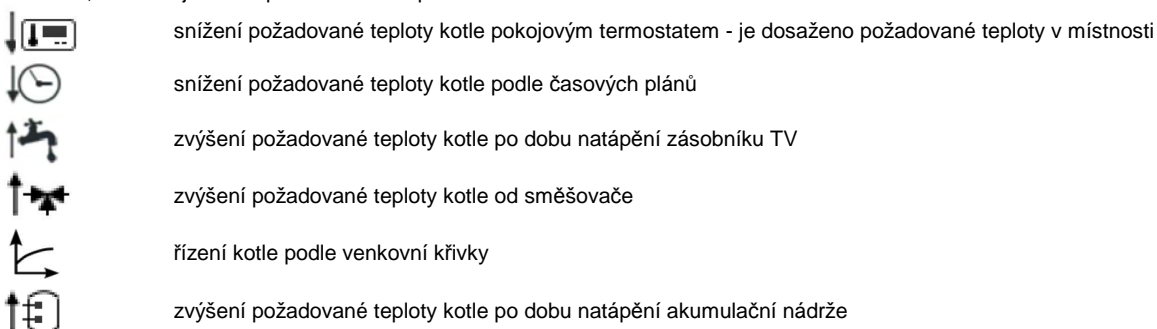 snížení požadované teploty kotle pokojovým termostatem - je dosaženo požadované teploty v místnosti
snížení požadované teploty kotle podle časových plánů
zvýšení požadované teploty kotle po dobu natápění zásobníku TV
zvýšení požadované teploty kotle od směšovače
řízení kotle podle venkovní křivky
zvýšení požadované teploty kotle po dobu natápění akumulační nádrže